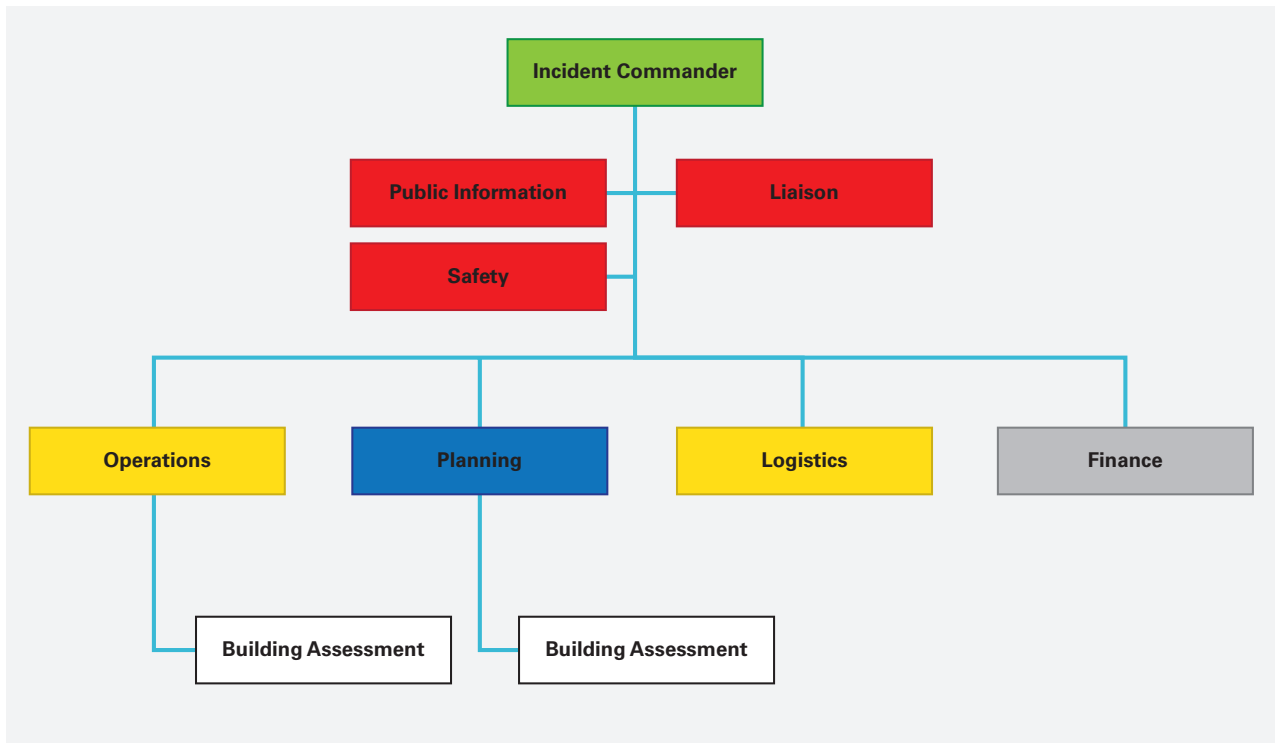 Incident Commander
Public Information
Liaison
Safety
Operations
Planning
Logistics
Finance
Building Assessment
Building Assessment